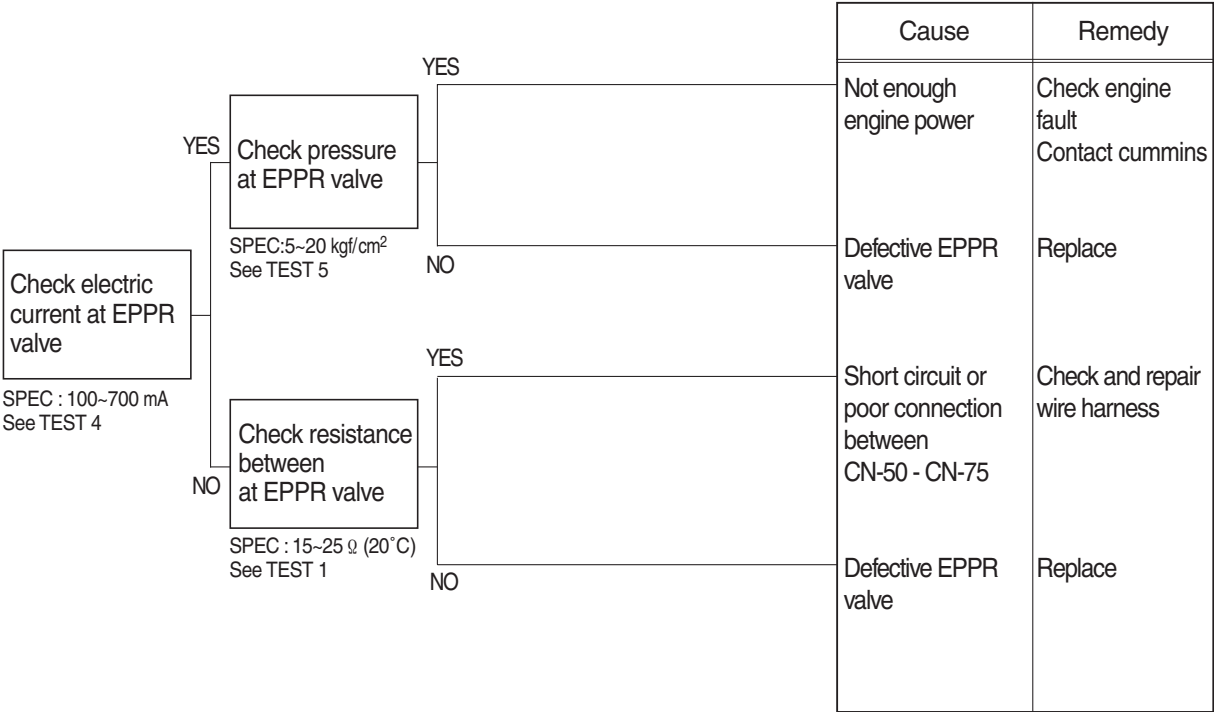 Cause
Remedy
YES
Not enough
engine power
Check engine
fault
Contact cummins
YES
Check pressure
at EPPR valve
SPEC:5~20 kgf/cm²
See TEST 5
NO
Defective EPPR
valve
Replace
Check electric
current at EPPR
valve
SPEC : 100~700 mA
See TEST 4
YES
Short circuit or
poor connection
between
CN-50 - CN-75
Check and repair
wire harness
NO
Check resistance
between
at EPPR valve
SPEC : 15~25 Ω (20˚C)
See TEST 1
NO
Defective EPPR
valve
Replace